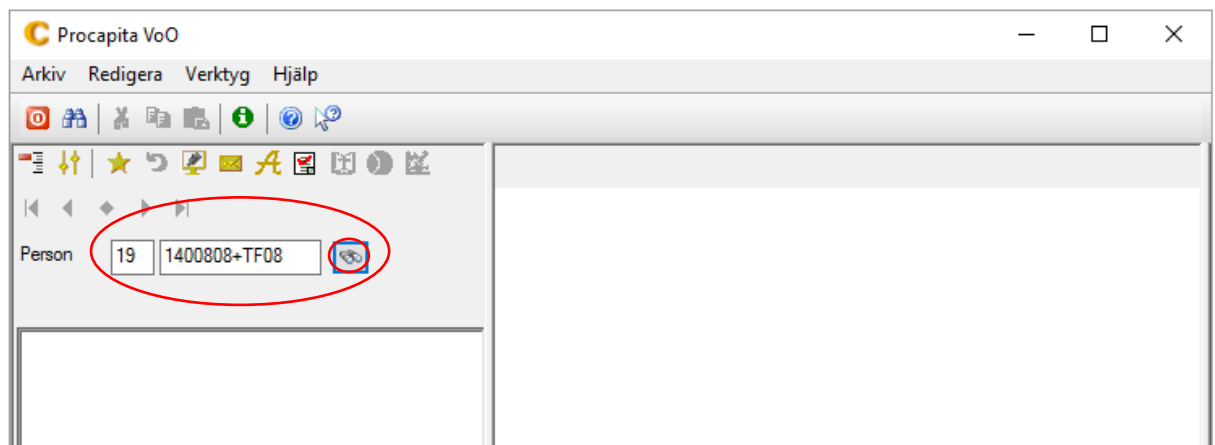 Procapita VoO
Arkiv Redigera Verktyg Hjälp
Person 19 1400808+TF08